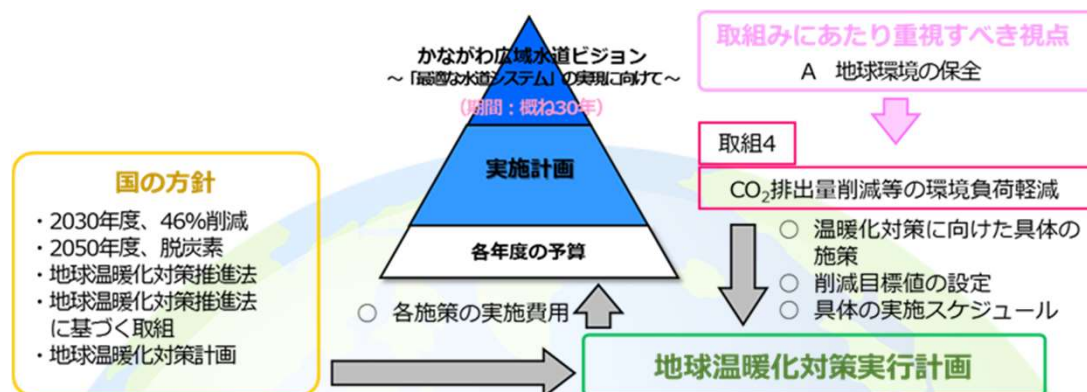 かながわ広域水道ビジョン
～「最適な水道システム」の実現に向けて～
（期間：概ね30年）
実施計画
各年度の予算
取組みにあたり重視すべき視点
A　地球環境の保全
取組4
CO₂排出量削減等の環境負荷軽減
国の方針
・2030年度、46%削減
・2050年度、脱炭素
・地球温暖化対策推進法
・地球温暖化対策推進法
に基づく取組
・地球温暖化対策計画
○　各施策の実施費用
○　温暖化対策に向けた具体の
施策
○　削減目標値の設定
○　具体の実施スケジュール
地球温暖化対策実行計画